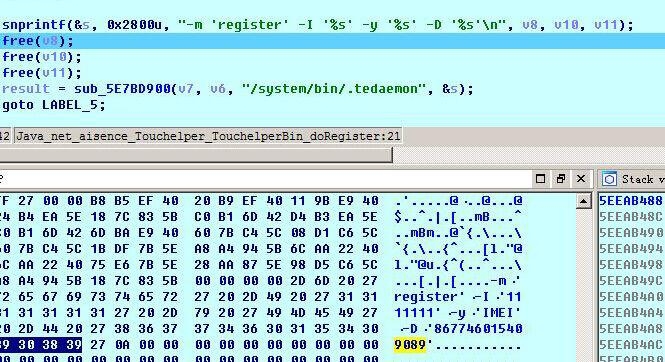 snprintf(&s, 0x2800u, "-m 'register' -I '%s' -y '%s' -D '%s'\n", v8, v10, v11);
free(v8);
free(v10);
free(v11);
result = sub_5E7BD900(v7, v6, "/system/bin/.tedaemon", &s);
goto LABEL_5;
42 Java_net_aisence_Touchelper_TouchelperBin_doRegister:21
Stack v
FF 27 00 00 B8 B5 EF 40 20 B9 EF 40 11 9B E9 40 .'.....@ ..@...@ 5EEAB488
24 B4 EA 5E 18 7C 83 5B C0 B1 6D 42 D4 B3 EA 5E $..^.|.[..mB...^ 5EEAB48C
C0 B1 6D 42 6D BA E9 40 60 7B C4 5C 08 D1 C6 5C ..mBm..@`{.\...\ 5EEAB490
60 7B C4 5C 1B DF 7B 5E A8 A4 94 5B 6C AA 22 40 `{.\..{^...[l."@ 5EEAB494
6C AA 22 40 75 E6 7B 5E 28 AA 87 5E 98 D5 C6 5C l."@u.{^(..^...\ 5EEAB498
A8 A4 94 5B 18 7C 83 5B 00 00 00 00 2D 6D 20 27 ...[.|.[....-m.' 5EEAB49C
72 65 67 69 73 74 65 72 27 20 2D 49 20 27 31 31 register'.-I.'11 5EEAB4A0
31 31 31 31 31 27 20 2D 79 20 27 49 4D 45 49 27 11111'.-y.'IMEI' 5EEAB4A4
20 2D 44 20 27 38 36 37 37 34 36 30 31 35 34 30 .-D.'86774601540 5EEAB4A8
39 30 38 39 27 0A 00 00 00 00 00 00 00 00 00 00 9089'........... 5EEAB4AC